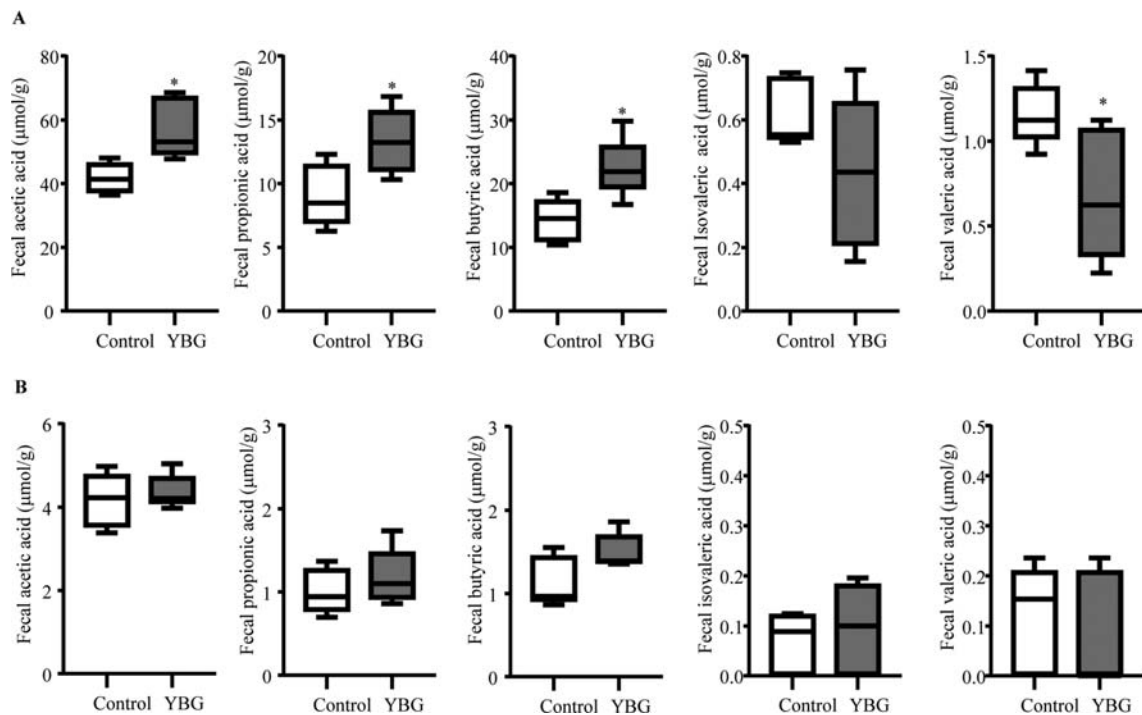 A
Fecal acetic acid (μmol/g)
80
60
40
20
0
*
Control YBG
Fecal propionic acid (μmol/g)
20
15
10
5
0
*
Control YBG
Fecal butyric acid (μmol/g)
40
30
20
10
0
*
Control YBG
Fecal Isovaleric acid (μmol/g)
0.8
0.6
0.4
0.2
0.0
Control YBG
Fecal valeric acid (μmol/g)
1.5
1.0
0.5
0.0
*
Control YBG
B
Fecal acetic acid (μmol/g)
6
4
2
0
Control YBG
Fecal propionic acid (μmol/g)
3
2
1
0
Control YBG
Fecal butyric acid (μmol/g)
3
2
1
0
Control YBG
Fecal isovaleric acid (μmol/g)
0.5
0.3
0.3
0.2
0.1
0.0
Control YBG
Fecal valeric acid (μmol/g)
0.5
0.3
0.3
0.2
0.1
0.0
Control YBG